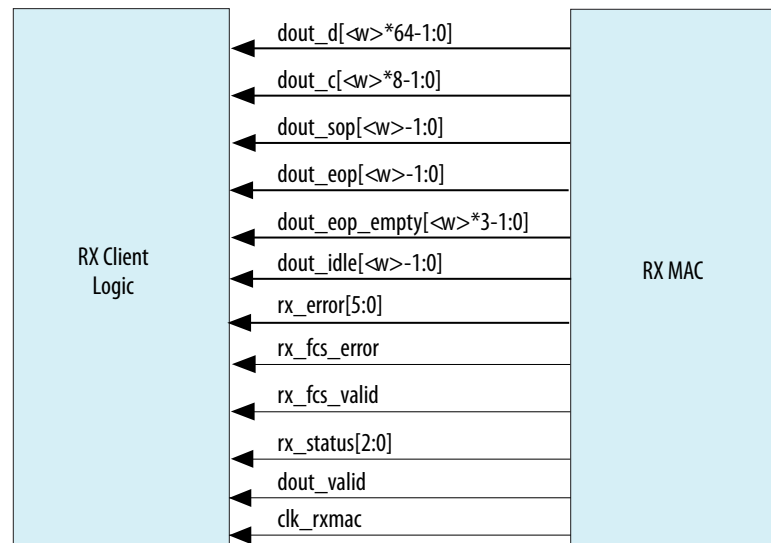 dout_d[<w>*64-1:0]
dout_c[<w>*8-1:0]
dout_sop[<w>-1:0]
dout_eop[<w>-1:0]
dout_eop_empty[<w>*3-1:0]
dout_idle[<w>-1:0]
rx_error[5:0]
rx_fcs_error
rx_fcs_valid
rx_status[2:0]
dout_valid
clk_rxmac
RX Client
Logic
RX MAC